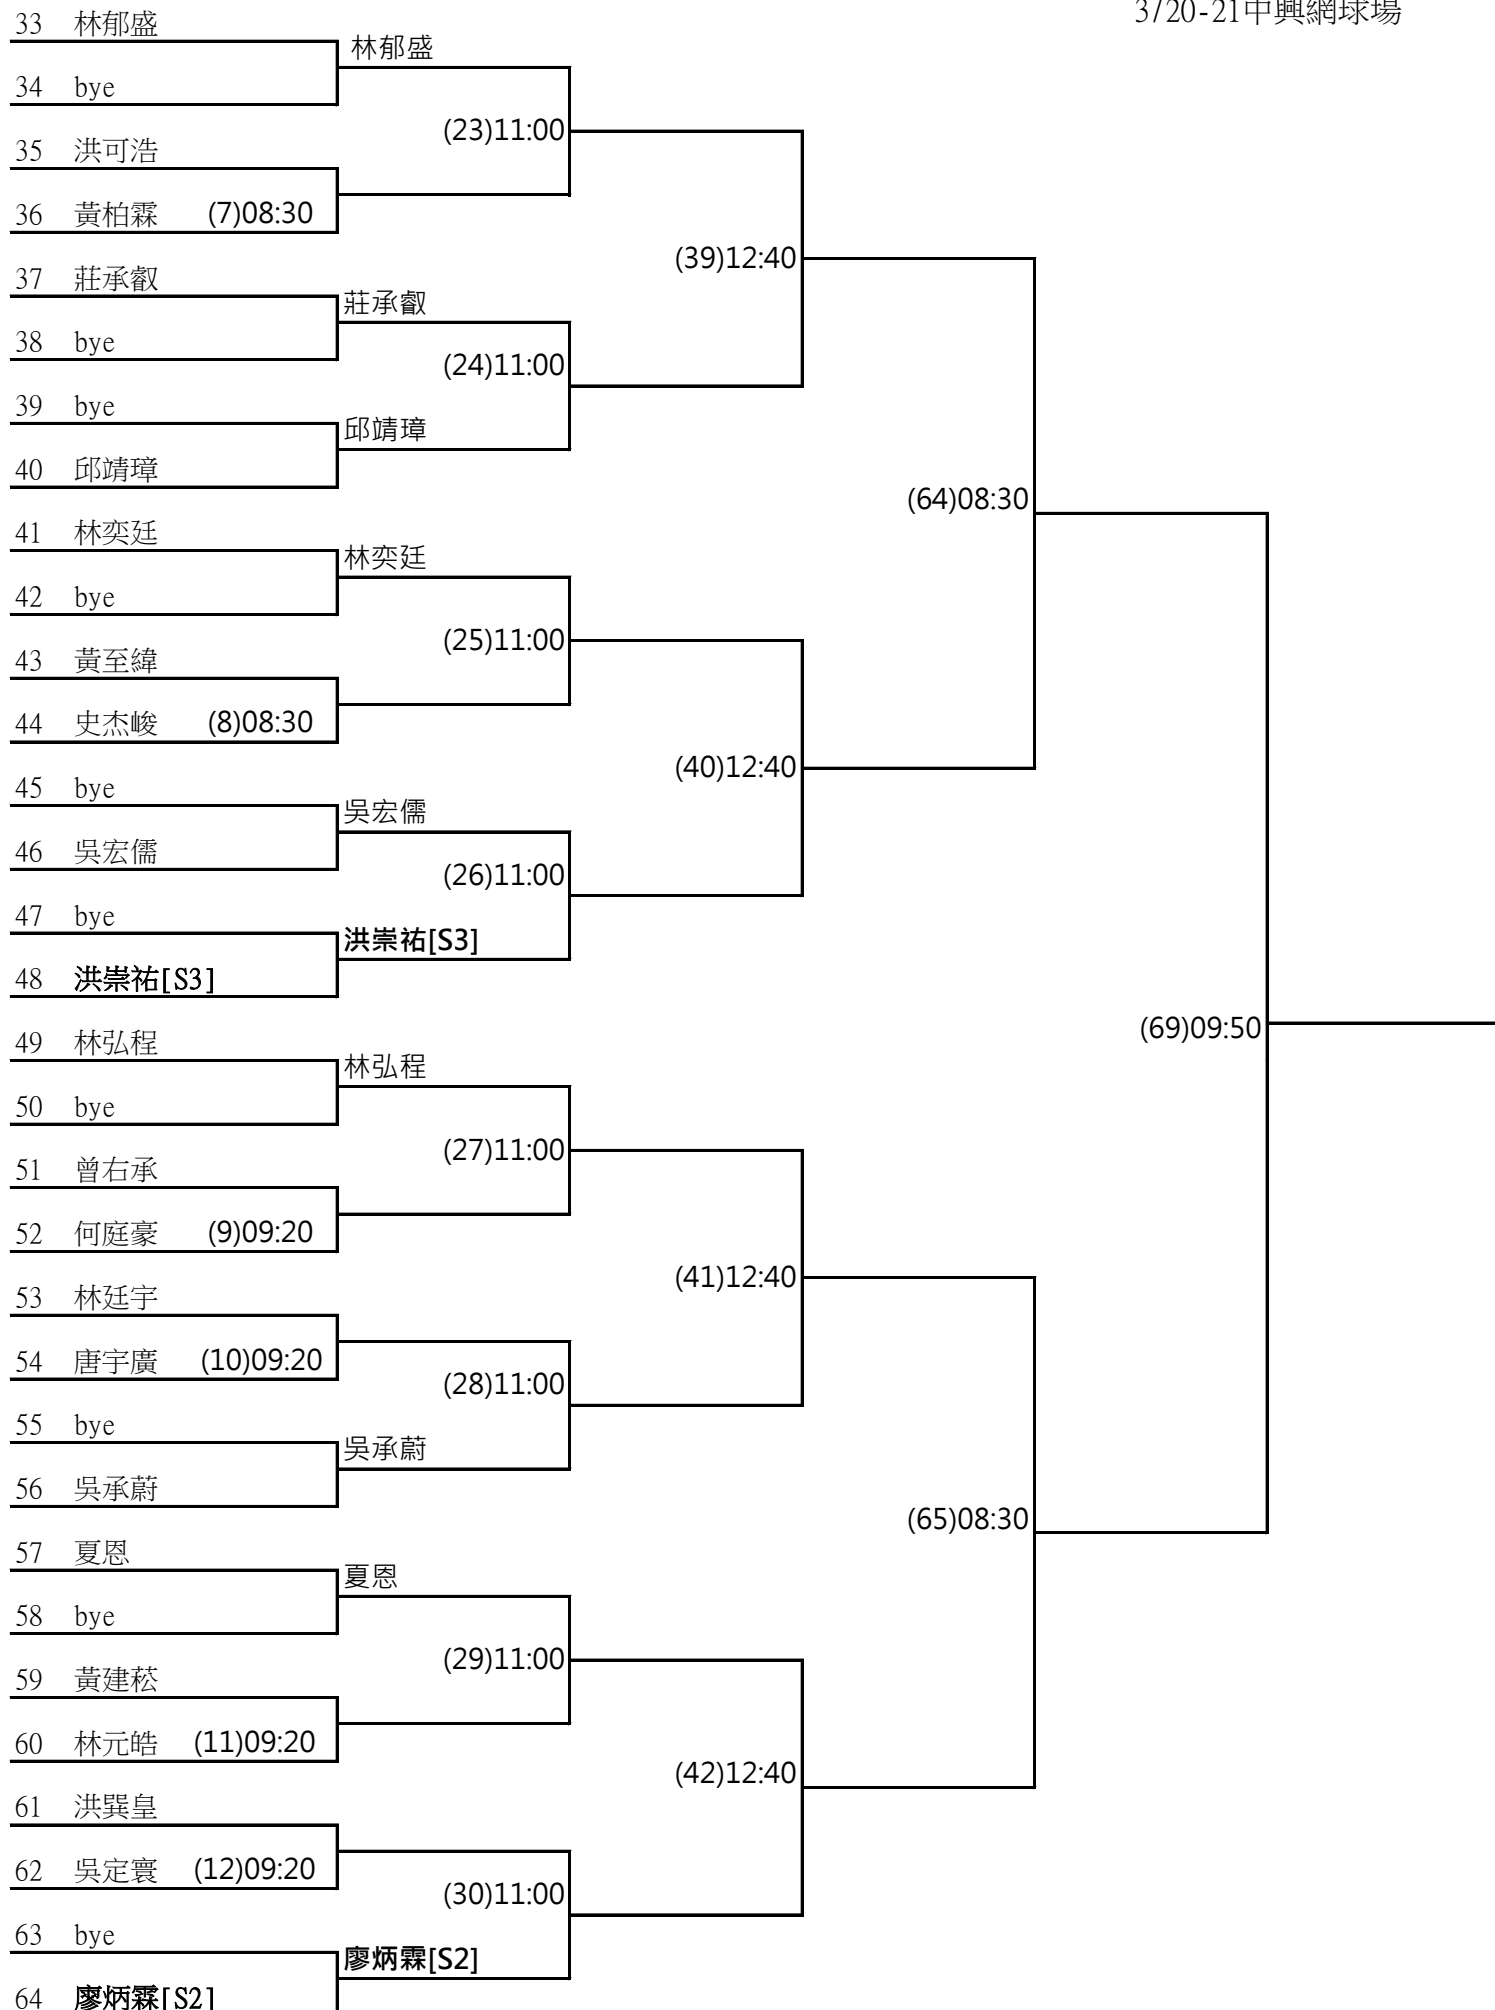 3/20-21中興網球場
33 林郁盛
林郁盛
34 bye
(23)11:00
35 洪可浩
36 黃柏霖 (7)08:30
(39)12:40
37 莊承叡
莊承叡
38 bye
(24)11:00
39 bye
邱靖璋
40 邱靖璋
(64)08:30
41 林奕廷
林奕廷
42 bye
(25)11:00
43 黃至緯
44 史杰峻 (8)08:30
(40)12:40
45 bye
吳宏儒
46 吳宏儒
(26)11:00
47 bye
洪崇祐[S3]
48 洪崇祐[S3]
(69)09:50
49 林弘程
林弘程
50 bye
(27)11:00
51 曾右承
52 何庭豪 (9)09:20
(41)12:40
53 林廷宇
54 唐宇廣 (10)09:20
(28)11:00
55 bye
吳承蔚
56 吳承蔚
(65)08:30
57 夏恩
夏恩
58 bye
(29)11:00
59 黃建菘
60 林元皓 (11)09:20
(42)12:40
61 洪巽皇
62 吳定寰 (12)09:20
(30)11:00
63 bye
廖炳霖[S2]
64 廖炳霖[S2]